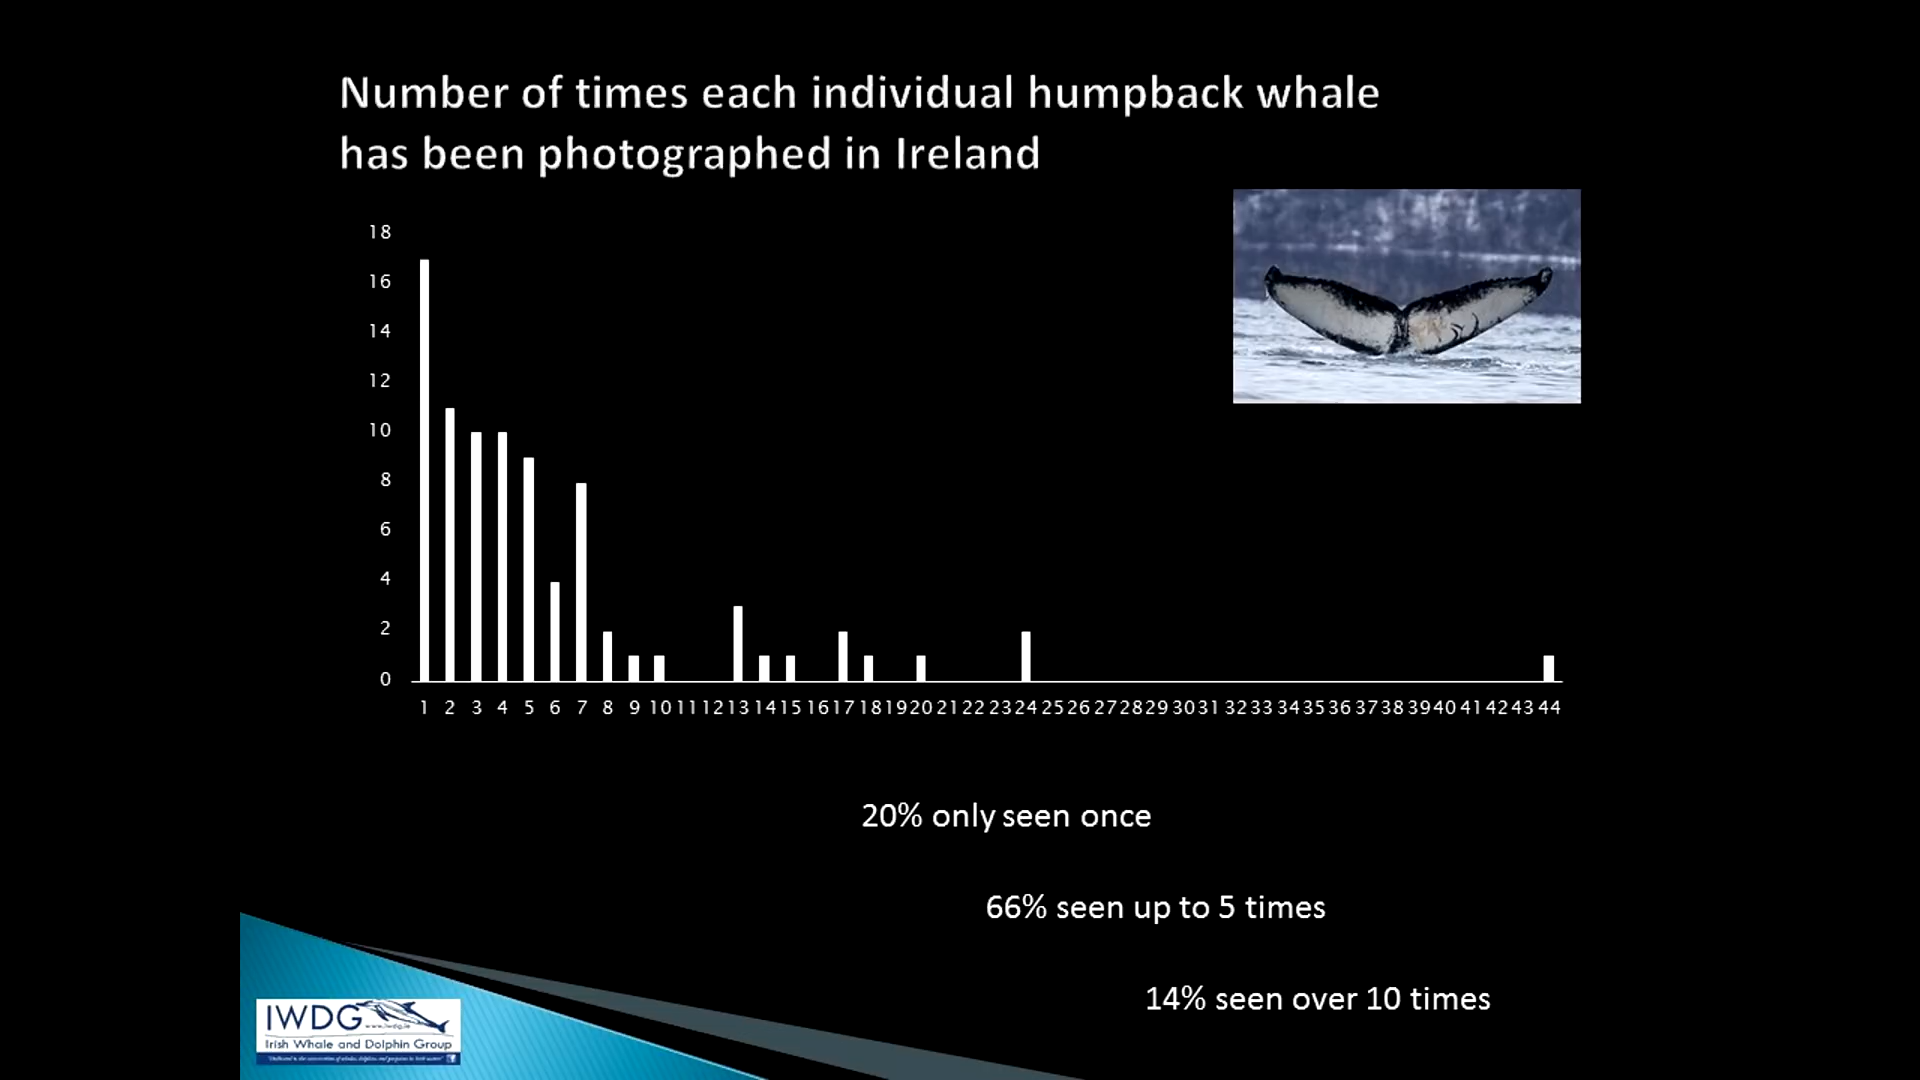 Number of times each individual humpback whale
has been photographed in Ireland
18
16
14
12
10
8
6
4
2
0
1 2 3 4 5 6 7 8 9 10 11 12 13 14 15 16 17 18 19 20 21 22 23 24 25 26 27 28 29 30 31 32 33 34 35 36 37 38 39 40 41 42 43 44
20% only seen once
66% seen up to 5 times
14% seen over 10 times
IWDG
www.iwdg.ie
Irish Whale and Dolphin Group